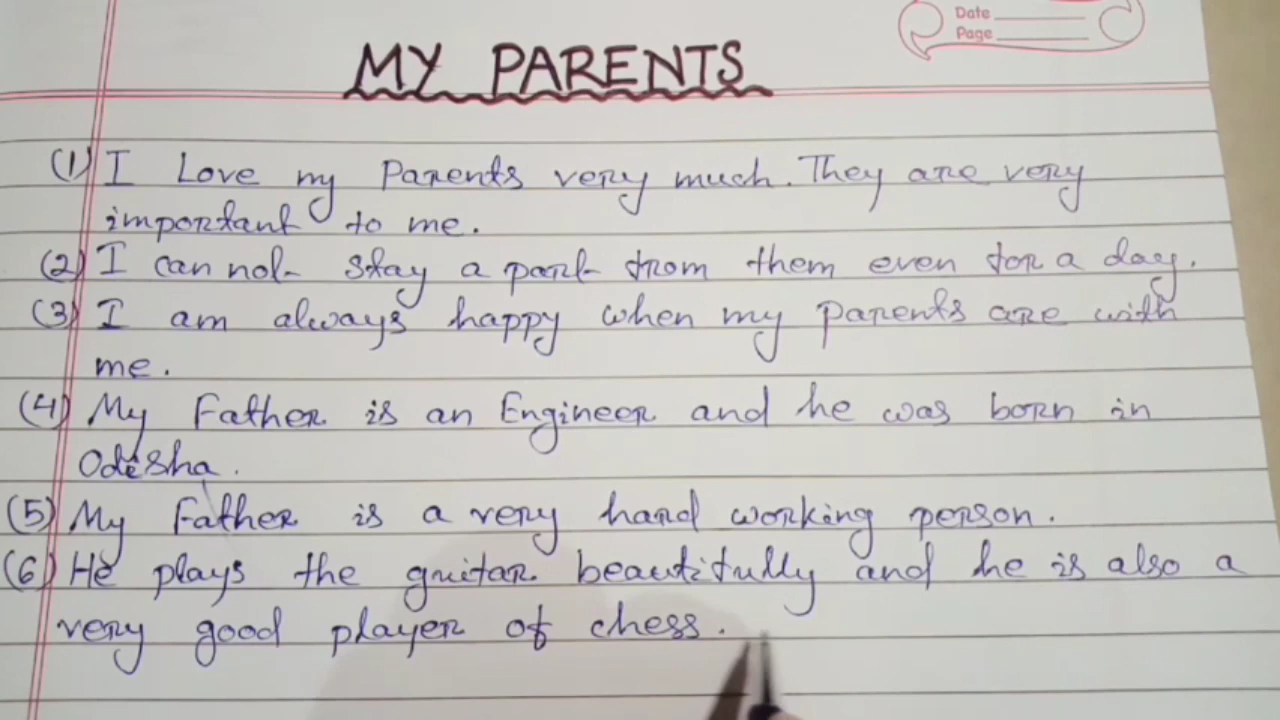 Date
Page
MY PARENTS
(1) I Love my Parents very much. They are very
important to me.
(2) I can not stay a part from them even for a day.
(3) I am always happy when my parents are with
me.
(4) My Father is an Engineer and he was born in
Odesha.
(5) My Father is a very hard working person.
(6) He plays the guitar beautifully and he is also a
very good player of chess.